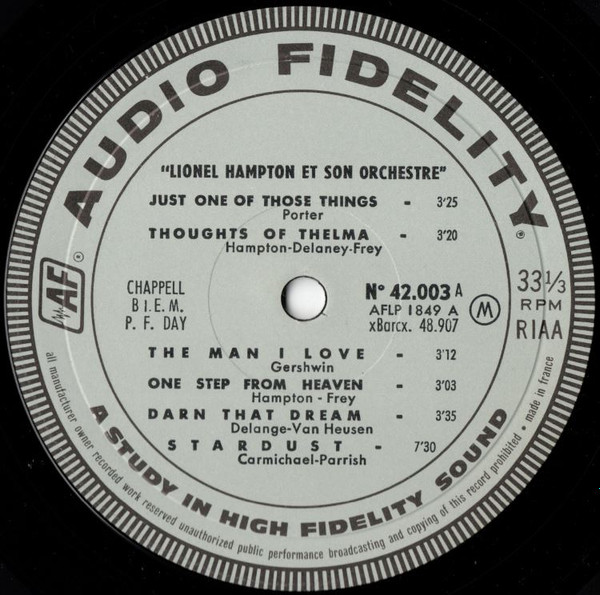 AUDIO FIDELITY
®
"LIONEL HAMPTON ET SON ORCHESTRE"
JUST ONE OF THOSE THINGS - 3'25
Porter
THOUGHTS OF THELMA - 3'20
Hampton-Delaney-Frey
AF ®
CHAPPELL
B.I.E.M.
P. F. DAY
N° 42.003 A
AFLP 1849 A
xBarcx. 48.907
M
33 1/3
RPM
RIAA
THE MAN I LOVE - 3'12
Gershwin
ONE STEP FROM HEAVEN - 3'03
Hampton - Frey
DARN THAT DREAM - 3'35
Delange-Van Heusen
STARDUST - 7'30
Carmichael-Parrish
A STUDY IN HIGH FIDELITY SOUND
all manufacturer owner recorded work reserved unauthorized public performance broadcasting and copying of this record prohibited • made in france